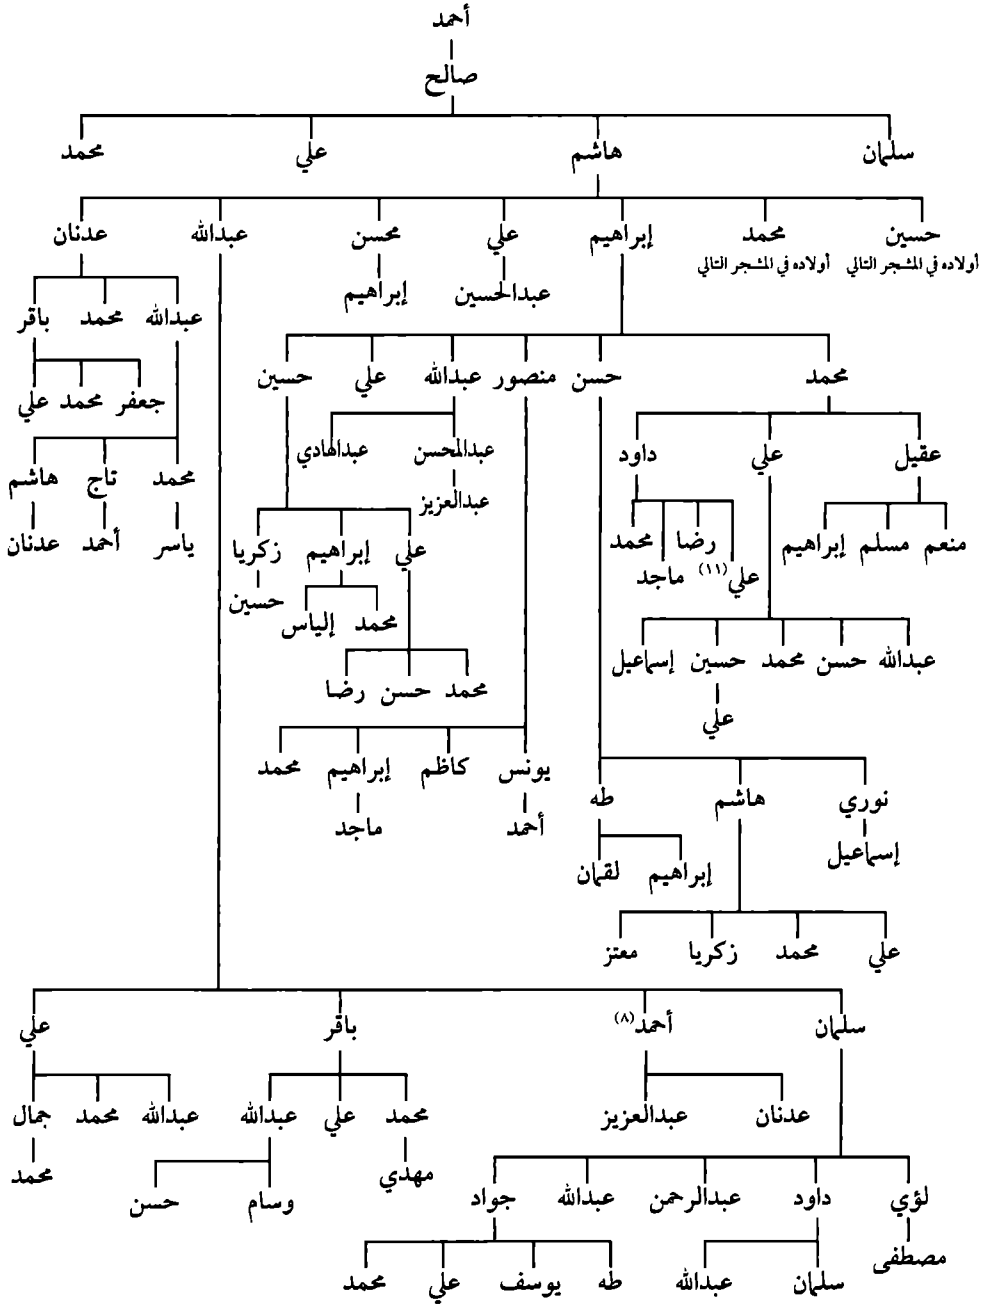 أحمد
صالح
سلمان هاشم علي محمد
حسين محمد إبراهيم علي محسن عبدالله عدنان
أولاده في المشجر التالي أولاده في المشجر التالي
عبدالحسين إبراهيم
عبدالله محمد باقر
محمد حسن منصور عبدالله علي حسين
جعفر محمد علي
عقيل علي داود
عبدالمحسن عبدالهادي
محمد تاج هاشم
عبدالعزيز
منعم مسلم إبراهيم
رضا محمد
علي إبراهيم زكريا
ياسر أحمد عدنان
علي (١١) ماجد
حسين
محمد إلياس
عبدالله حسن محمد حسين إسماعيل
محمد حسن رضا
علي
يونس كاظم إبراهيم محمد
نوري هاشم طه
أحمد ماجد
إسماعيل
إبراهيم لقمان
علي محمد زكريا معتز
سلمان أحمد (٨) باقر علي
عدنان عبدالعزيز
محمد علي عبدالله
عبدالله محمد جمال
مهدي
محمد
لؤي داود عبدالرحمن عبدالله جواد
وسام حسن
مصطفى
سلمان عبدالله
طه يوسف علي محمد